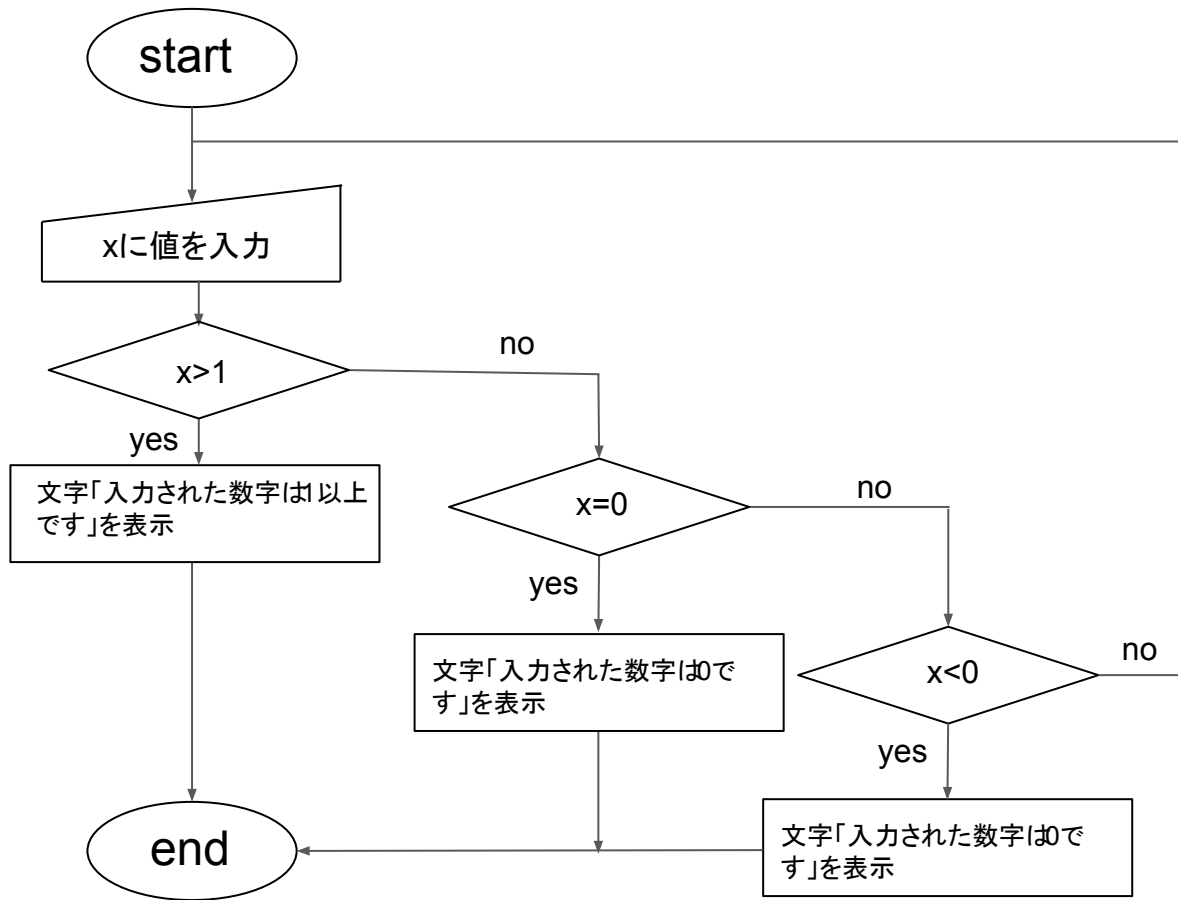 start
xに値を入力
x>1
no
yes
文字「入力された数字は1以上
です」を表示
x=0
no
yes
文字「入力された数字は0で
す」を表示
x<0
no
yes
文字「入力された数字は0で
す」を表示
end